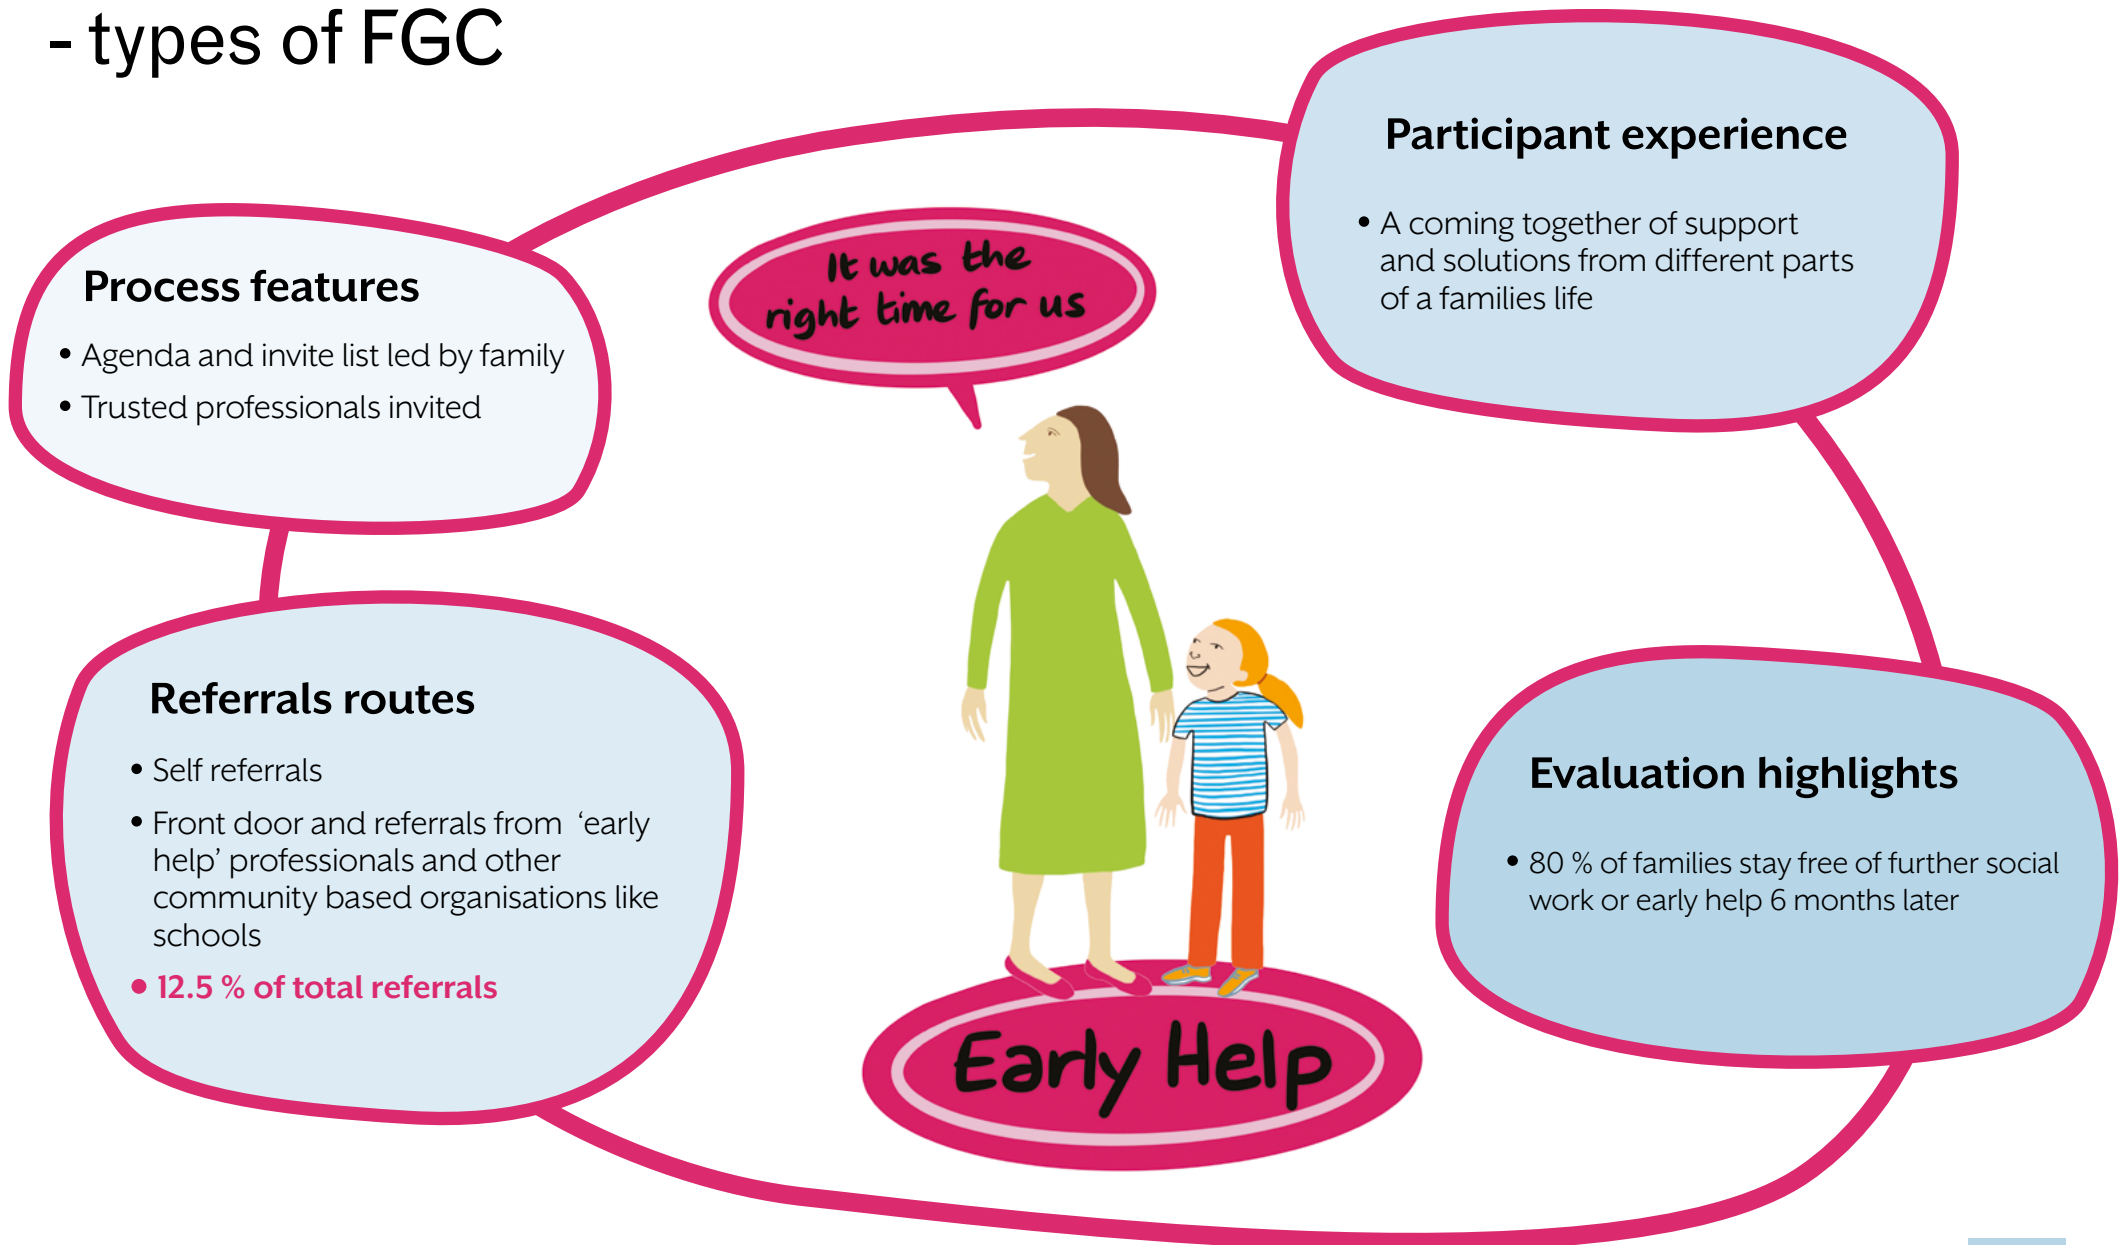 - types of FGC
Process features
• Agenda and invite list led by family
• Trusted professionals invited
It was the
right time for us
Participant experience
• A coming together of support
and solutions from different parts
of a families life
Referrals routes
• Self referrals
• Front door and referrals from ‘early
help’ professionals and other
community based organisations like
schools
• 12.5 % of total referrals
Evaluation highlights
• 80 % of families stay free of further social
work or early help 6 months later
Early Help